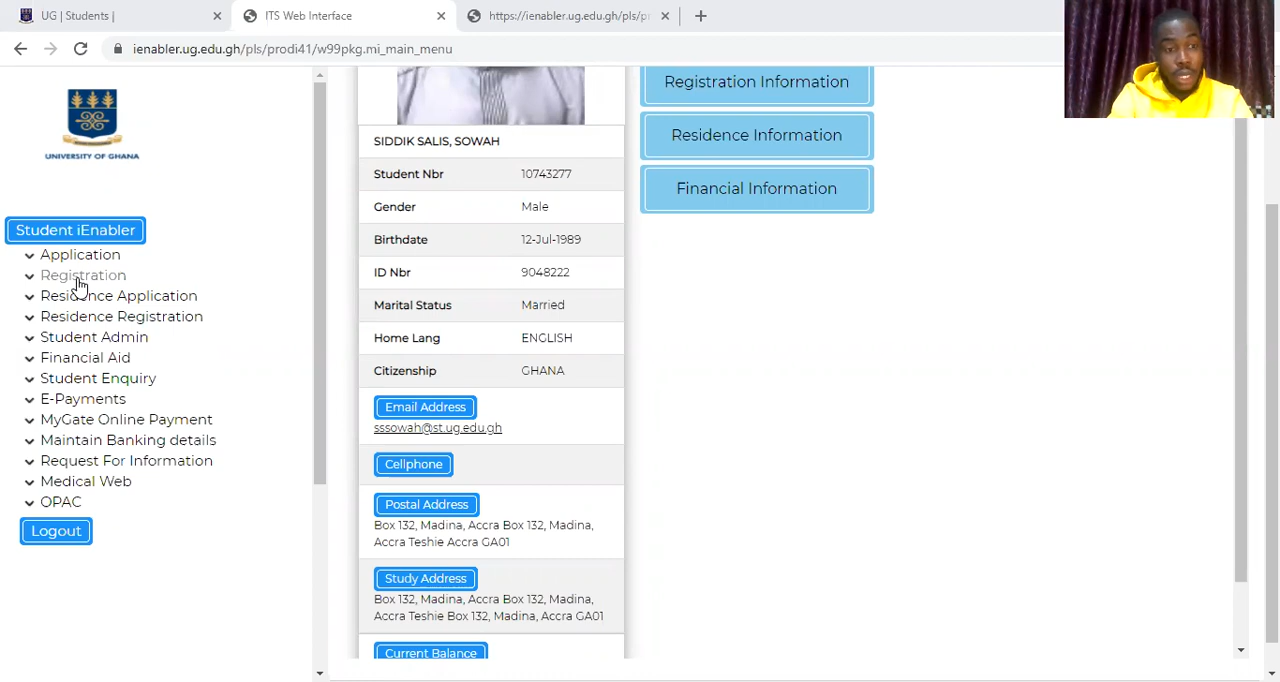 UG | Students |
ITS Web Interface
https://ienabler.ug.edu.gh/pls/pr
ienabler.ug.edu.gh/pls/prodi41/w99pkg.mi_main_menu
UNIVERSITY OF GHANA
Student iEnabler
Application
Registration
Residence Application
Residence Registration
Student Admin
Financial Aid
Student Enquiry
E-Payments
MyGate Online Payment
Maintain Banking details
Request For Information
Medical Web
OPAC
Logout
SIDDIK SALIS, SOWAH
Student Nbr 10743277
Gender Male
Birthdate 12-Jul-1989
ID Nbr 9048222
Marital Status Married
Home Lang ENGLISH
Citizenship GHANA
Email Address
sssowah@st.ug.edu.gh
Cellphone
Postal Address
Box 132, Madina, Accra Box 132, Madina,
Accra Teshie Accra GA01
Study Address
Box 132, Madina, Accra Box 132, Madina,
Accra Teshie Box 132, Madina, Accra GA01
Current Balance
Registration Information
Residence Information
Financial Information